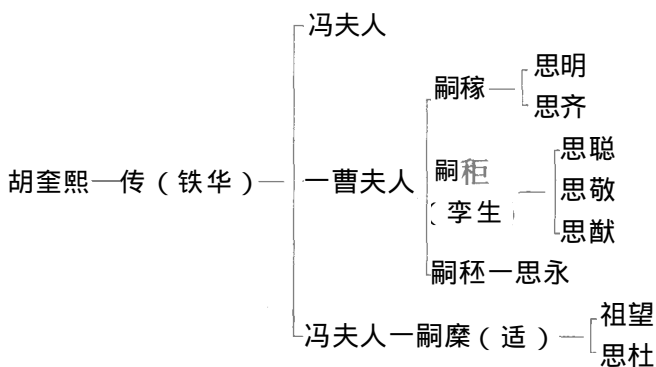 冯夫人
思明
嗣稼
思齐
思聪
胡奎熙—传(铁华)—
一曹夫人
嗣秬
思敬
(孪生
思猷
嗣秠一思永
祖望
冯夫人一嗣穈(适)
思杜